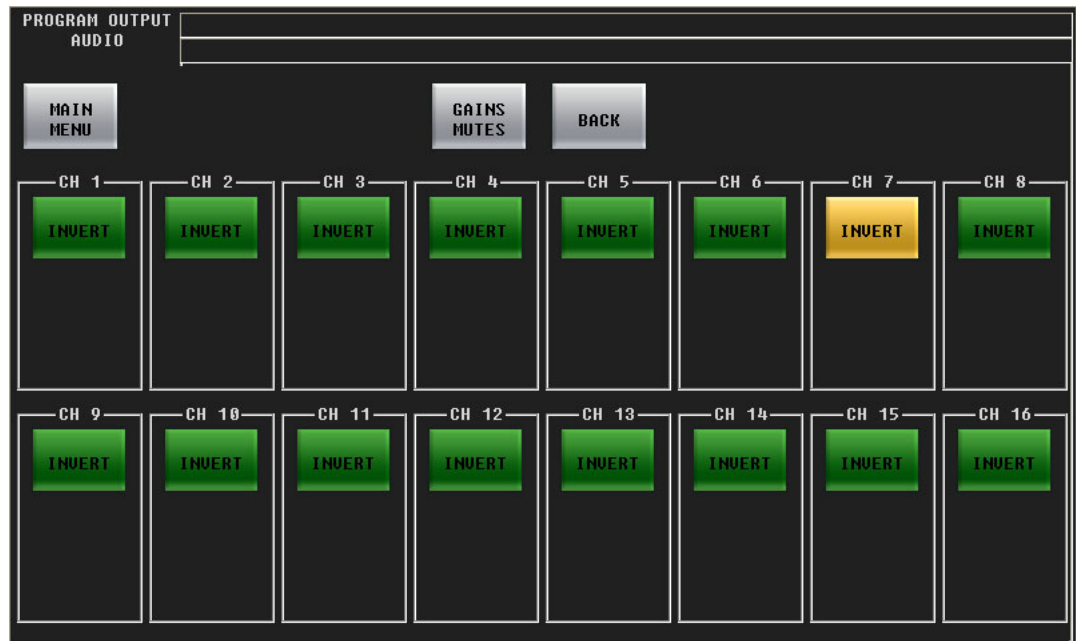 PROGRAM OUTPUT
AUDIO
MAIN
MENU
GAINS
MUTES
BACK
CH 1
CH 2
CH 3
CH 4
CH 5
CH 6
CH 7
CH 8
INVERT
INVERT
INVERT
INVERT
INVERT
INVERT
INVERT
INVERT
CH 9
CH 10
CH 11
CH 12
CH 13
CH 14
CH 15
CH 16
INVERT
INVERT
INVERT
INVERT
INVERT
INVERT
INVERT
INVERT